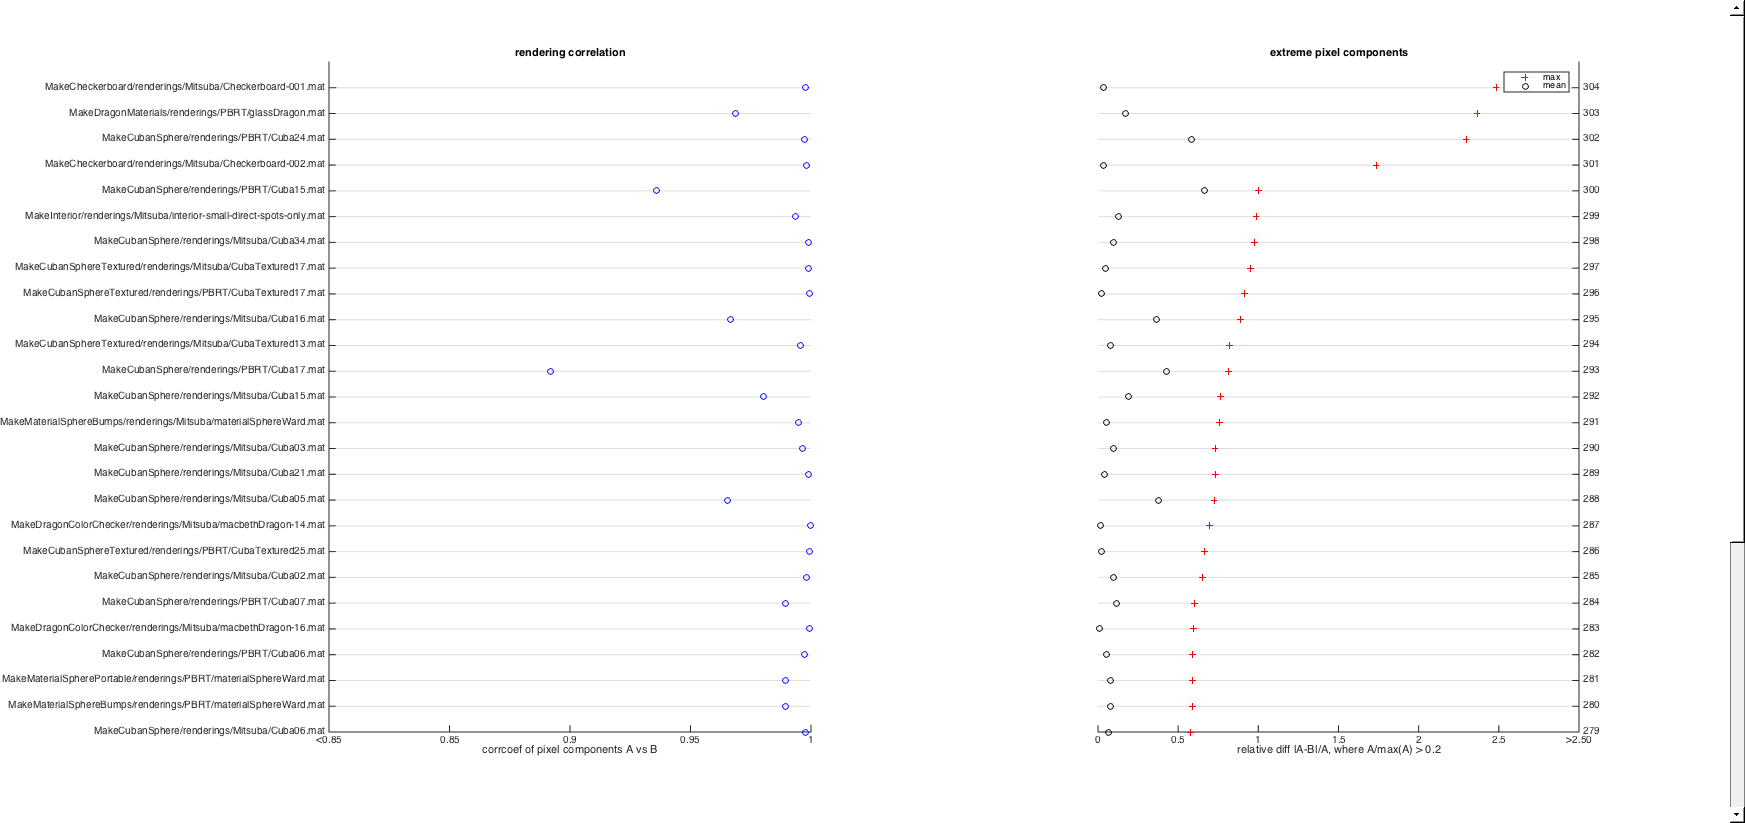 rendering correlation
extreme pixel components
max
mean
MakeCheckerboard/renderings/Mitsuba/Checkerboard-001.mat
304
MakeDragonMaterials/renderings/PBRT/glassDragon.mat
303
MakeCubanSphere/renderings/PBRT/Cuba24.mat
302
MakeCheckerboard/renderings/Mitsuba/Checkerboard-002.mat
301
MakeCubanSphere/renderings/PBRT/Cuba15.mat
300
MakeInterior/renderings/Mitsuba/interior-small-direct-spots-only.mat
299
MakeCubanSphere/renderings/Mitsuba/Cuba34.mat
298
MakeCubanSphereTextured/renderings/Mitsuba/CubaTextured17.mat
297
MakeCubanSphereTextured/renderings/PBRT/CubaTextured17.mat
296
MakeCubanSphere/renderings/Mitsuba/Cuba16.mat
295
MakeCubanSphereTextured/renderings/Mitsuba/CubaTextured13.mat
294
MakeCubanSphere/renderings/PBRT/Cuba17.mat
293
MakeCubanSphere/renderings/Mitsuba/Cuba15.mat
292
MakeMaterialSphereBumps/renderings/Mitsuba/materialSphereWard.mat
291
MakeCubanSphere/renderings/Mitsuba/Cuba03.mat
290
MakeCubanSphere/renderings/Mitsuba/Cuba21.mat
289
MakeCubanSphere/renderings/Mitsuba/Cuba05.mat
288
MakeDragonColorChecker/renderings/Mitsuba/macbethDragon-14.mat
287
MakeCubanSphereTextured/renderings/PBRT/CubaTextured25.mat
286
MakeCubanSphere/renderings/Mitsuba/Cuba02.mat
285
MakeCubanSphere/renderings/PBRT/Cuba07.mat
284
MakeDragonColorChecker/renderings/Mitsuba/macbethDragon-16.mat
283
MakeCubanSphere/renderings/PBRT/Cuba06.mat
282
MakeMaterialSpherePortable/renderings/PBRT/materialSphereWard.mat
281
MakeMaterialSphereBumps/renderings/PBRT/materialSphereWard.mat
280
MakeCubanSphere/renderings/Mitsuba/Cuba06.mat
279
<0.85 0.85 0.9 0.95 1
corrcoef of pixel components A vs B
0 0.5 1 1.5 2 2.5 >2.50
relative diff |A-B|/A, where A/max(A) > 0.2